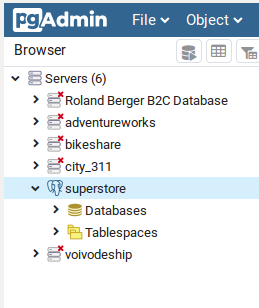 pgAdmin File Object
Browser
Servers (6)
Roland Berger B2C Database
adventureworks
bikeshare
city_311
superstore
Databases
Tablespaces
voivodeship